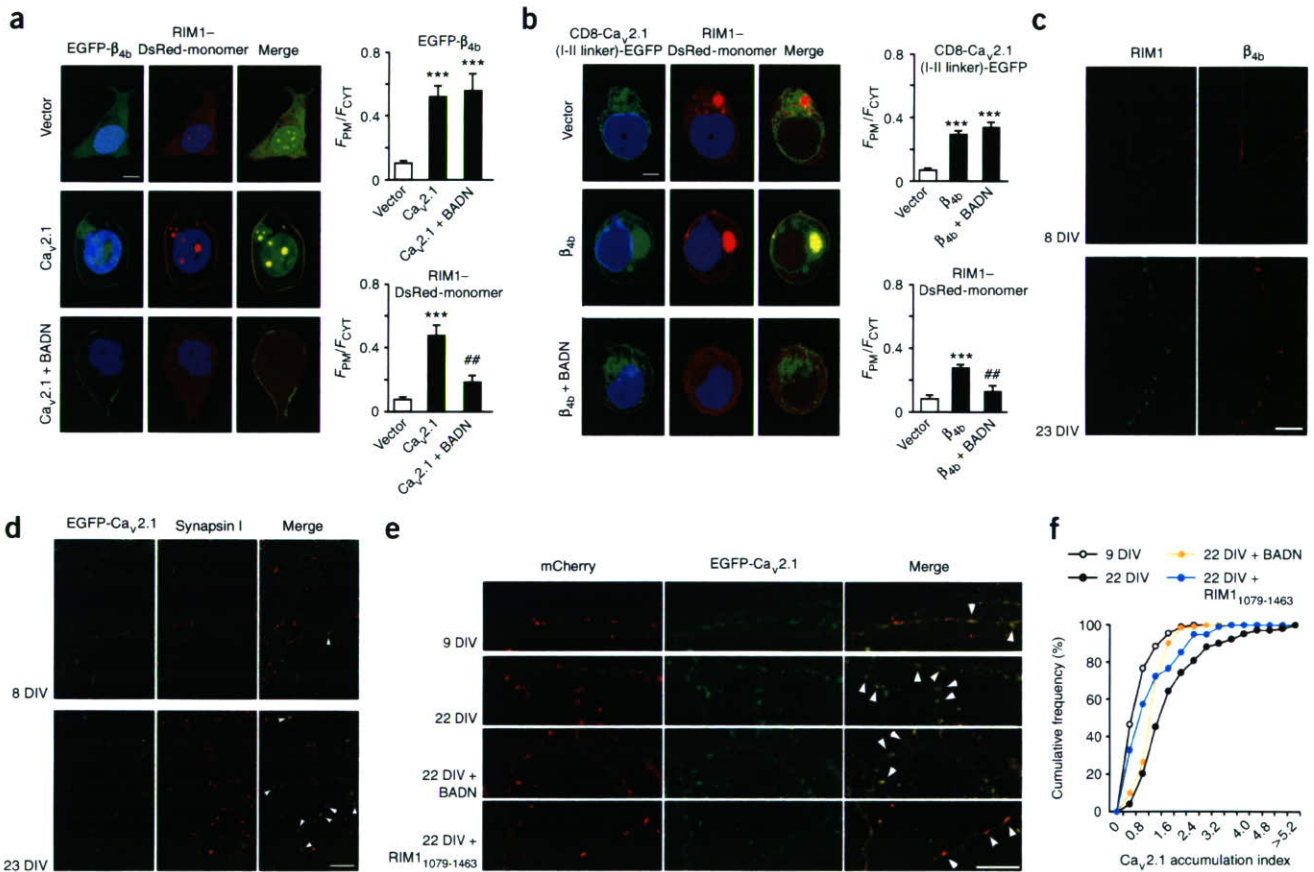 a
EGFP-β4b
RIM1–
DsRed-monomer
Merge
Vector
Cav2.1
Cav2.1 + BADN
EGFP-β4b
FPM/FCYT
0.8
0.4
0
***
***
Vector
Cav2.1
Cav2.1 + BADN
RIM1–
DsRed-monomer
FPM/FCYT
0.8
0.4
0
***
##
Vector
Cav2.1
Cav2.1 + BADN
b
CD8-Cav2.1
(I-II linker)-EGFP
RIM1–
DsRed-monomer
Merge
Vector
β4b
β4b + BADN
CD8-Cav2.1
(I-II linker)-EGFP
FPM/FCYT
0.8
0.4
0
***
***
Vector
β4b
β4b + BADN
RIM1–
DsRed-monomer
FPM/FCYT
0.8
0.4
0
***
##
Vector
β4b
β4b + BADN
c
RIM1
β4b
8 DIV
23 DIV
d
EGFP-Cav2.1
Synapsin I
Merge
8 DIV
23 DIV
e
mCherry
EGFP-Cav2.1
Merge
9 DIV
22 DIV
22 DIV +
BADN
22 DIV +
RIM11079-1463
f
9 DIV
22 DIV + BADN
22 DIV
22 DIV +
RIM11079-1463
Cumulative frequency (%)
100
80
60
40
20
0
0
0.8
1.6
2.4
3.2
4.0
4.8
>5.2
Cav2.1 accumulation index